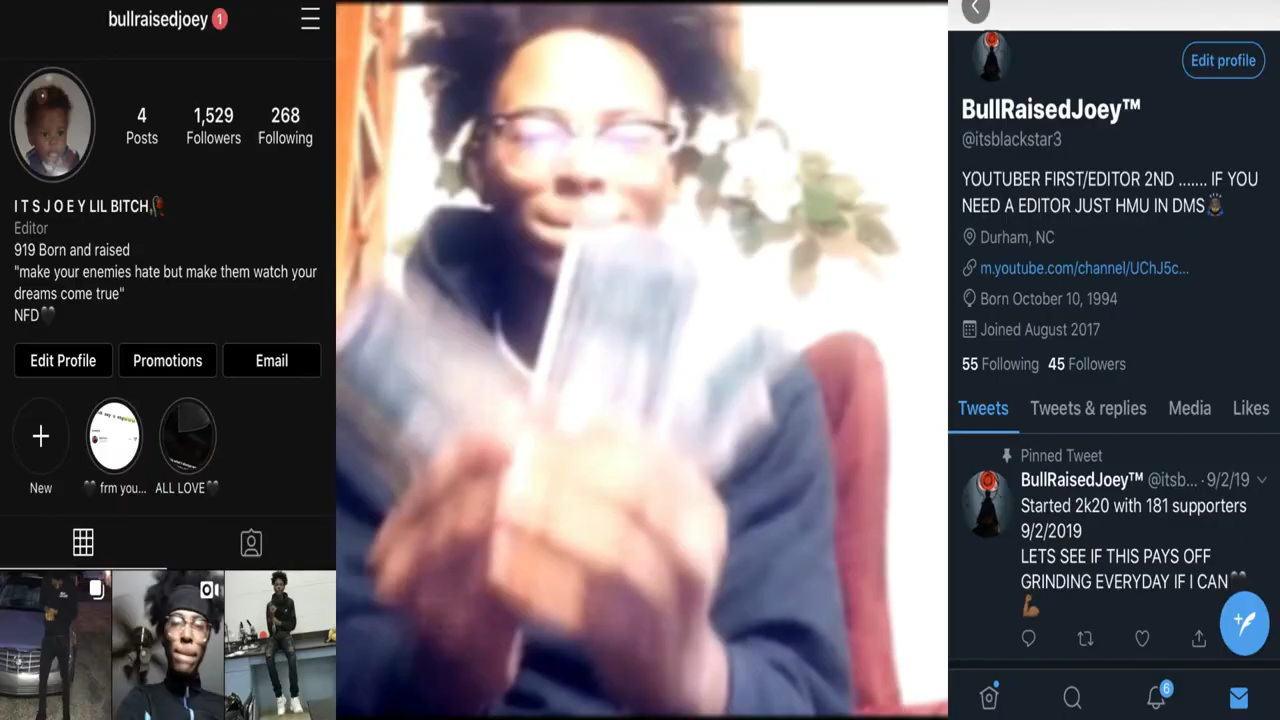 bullraisedjoey 1
4 1,529 268
Posts Followers Following
I T S J O E Y LIL BITCH🥀
Editor
919 Born and raised
"make your enemies hate but make them watch your
dreams come true"
NFD🖤
Edit Profile Promotions Email
New 🖤 frm you... ALL LOVE🖤
Edit profile
BullRaisedJoey™
@itsblackstar3
YOUTUBER FIRST/EDITOR 2ND ....... IF YOU
NEED A EDITOR JUST HMU IN DMS
Durham, NC
m.youtube.com/channel/UChJ5c...
Born October 10, 1994
Joined August 2017
55 Following 45 Followers
Tweets Tweets & replies Media Likes
Pinned Tweet
BullRaisedJoey™ @itsb... · 9/2/19
Started 2k20 with 181 supporters
9/2/2019
LETS SEE IF THIS PAYS OFF
GRINDING EVERYDAY IF I CAN🖤
💪🏾
6